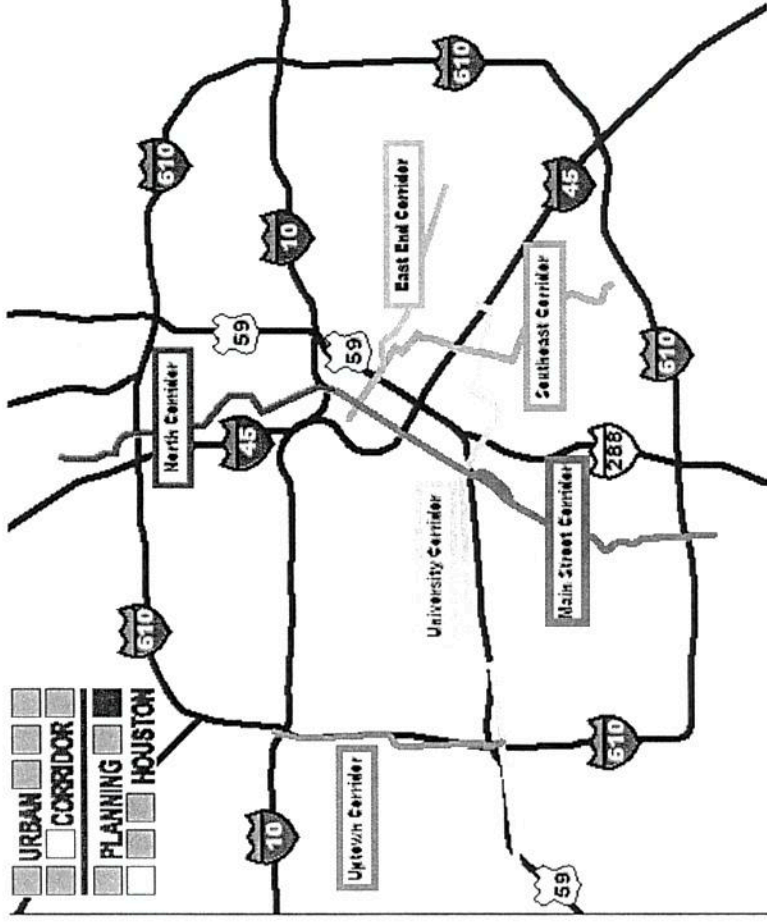 URBAN
CORRIDOR
PLANNING
HOUSTON
610
610
610
10
North Corridor
59
45
59
East End Corridor
10
Uptown Corridor
University Corridor
45
Southeast Corridor
Main Street Corridor
288
610
610
59